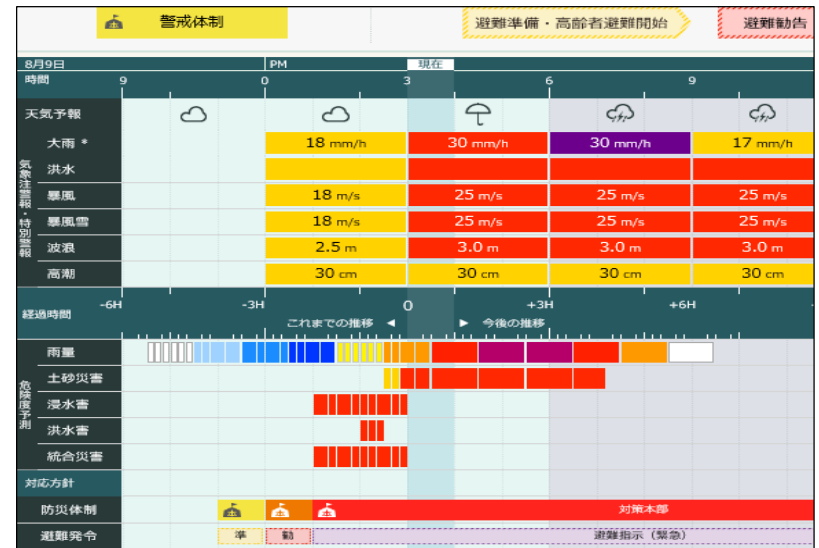 警戒体制
避難準備・高齢者避難開始
避難勧告
8月9日 PM 現在
時間 9 0 3 6 9
天気予報
気象注警報・特別警報
大雨 * 18 mm/h 30 mm/h 30 mm/h 17 mm/h
洪水
暴風 18 m/s 25 m/s 25 m/s 25 m/s
暴風雪 18 m/s 25 m/s 25 m/s 25 m/s
波浪 2.5 m 3.0 m 3.0 m 3.0 m
高潮 30 cm 30 cm 30 cm 30 cm
経過時間 -6H -3H 0 +3H +6H
これまでの推移 ◀ ▶ 今後の推移
危険度予測
雨量
土砂災害
浸水害
洪水害
統合災害
対応方針
防災体制 対策本部
避難発令 準 勧 避難指示（緊急）